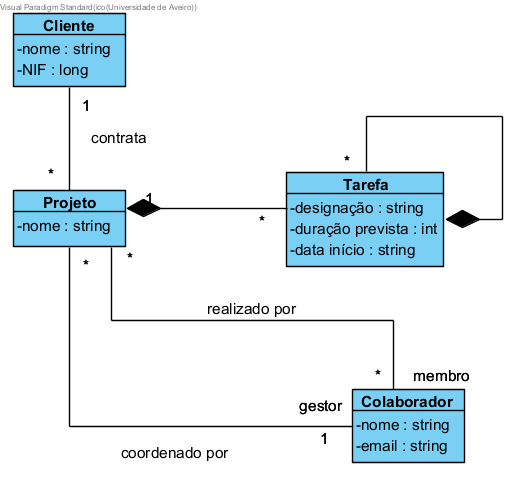 Visual Paradigm Standard(ico(Universidade de Aveiro))
Cliente
-nome : string
-NIF : long
1
contrata
*
Projeto
-nome : string
1
*
*
Tarefa
-designação : string
-duração prevista : int
-data início : string
*
*
realizado por
*
membro
gestor
1
coordenado por
Colaborador
-nome : string
-email : string